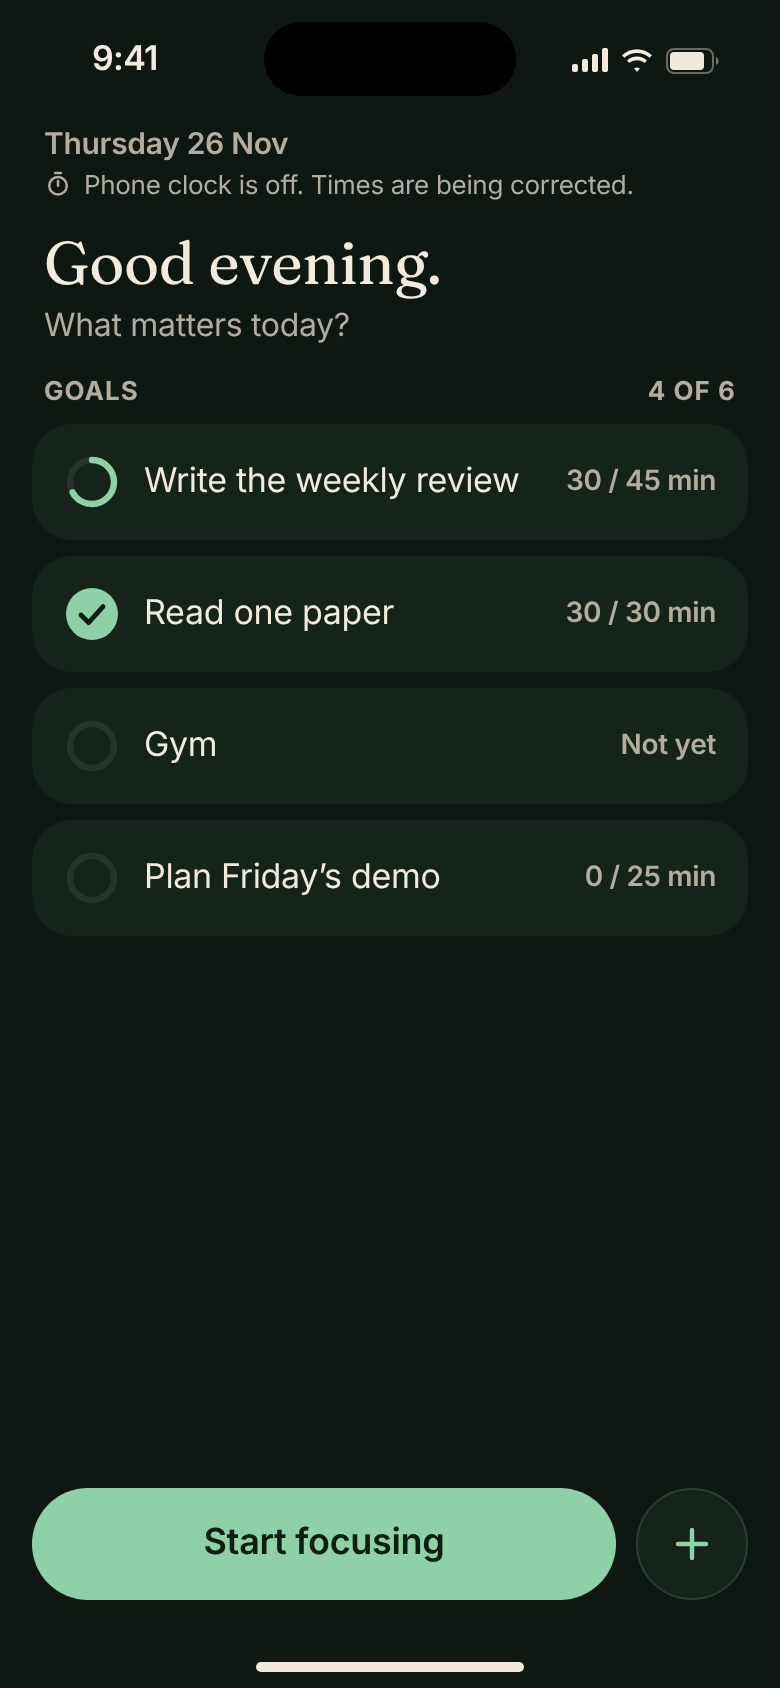 9:41
Thursday 26 Nov
Phone clock is off. Times are being corrected.
Good evening.
What matters today?
GOALS 4 OF 6
Write the weekly review 30 / 45 min
Read one paper 30 / 30 min
Gym Not yet
Plan Friday’s demo 0 / 25 min
Start focusing